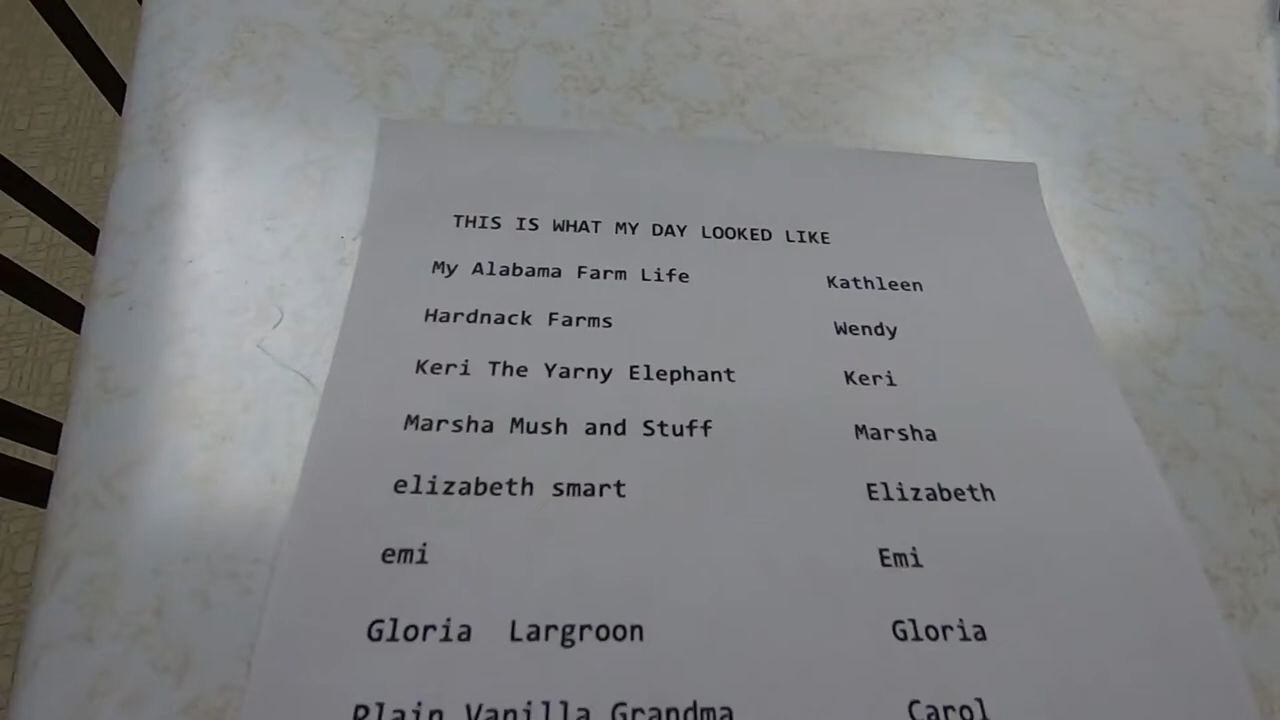 THIS IS WHAT MY DAY LOOKED LIKE
My Alabama Farm Life Kathleen
Hardnack Farms Wendy
Keri The Yarny Elephant Keri
Marsha Mush and Stuff Marsha
elizabeth smart Elizabeth
emi Emi
Gloria Largroon Gloria
Plain Vanilla Grandma Carol